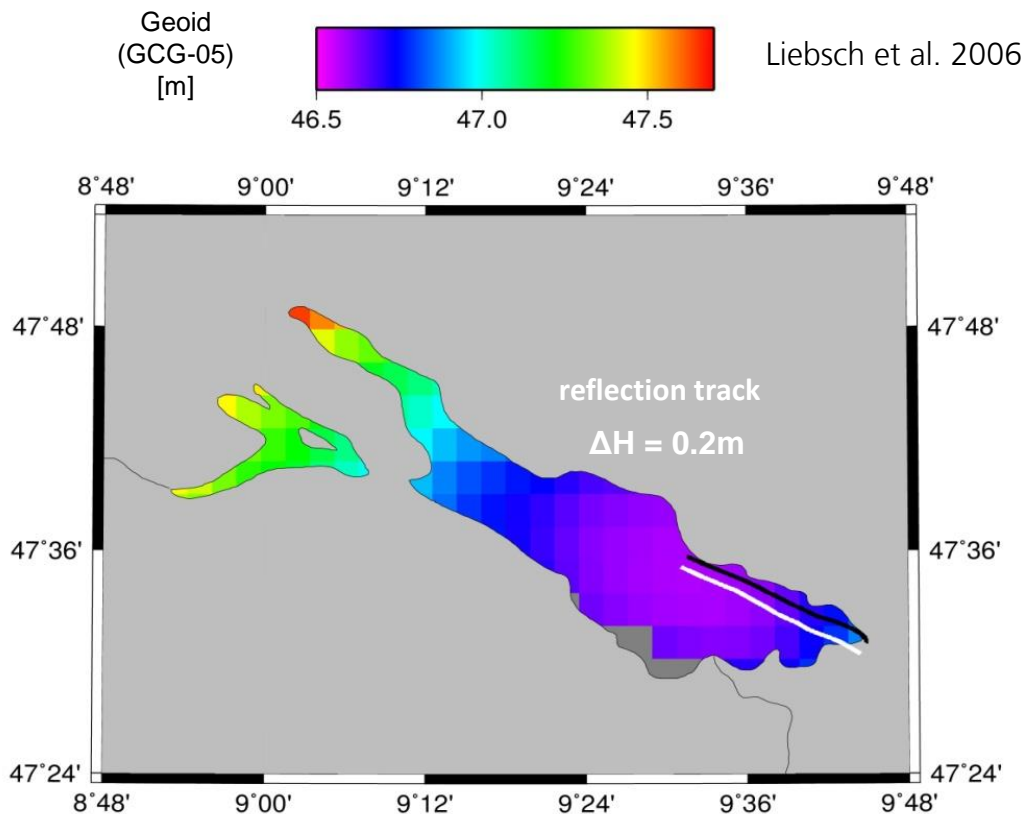 Geoid
(GCG-05)
[m]
Liebsch et al. 2006
46.5 47.0 47.5
8˚48' 9˚00' 9˚12' 9˚24' 9˚36' 9˚48'
47˚48' 47˚48'
reflection track
ΔH = 0.2m
47˚36' 47˚36'
47˚24' 47˚24'
8˚48' 9˚00' 9˚12' 9˚24' 9˚36' 9˚48'